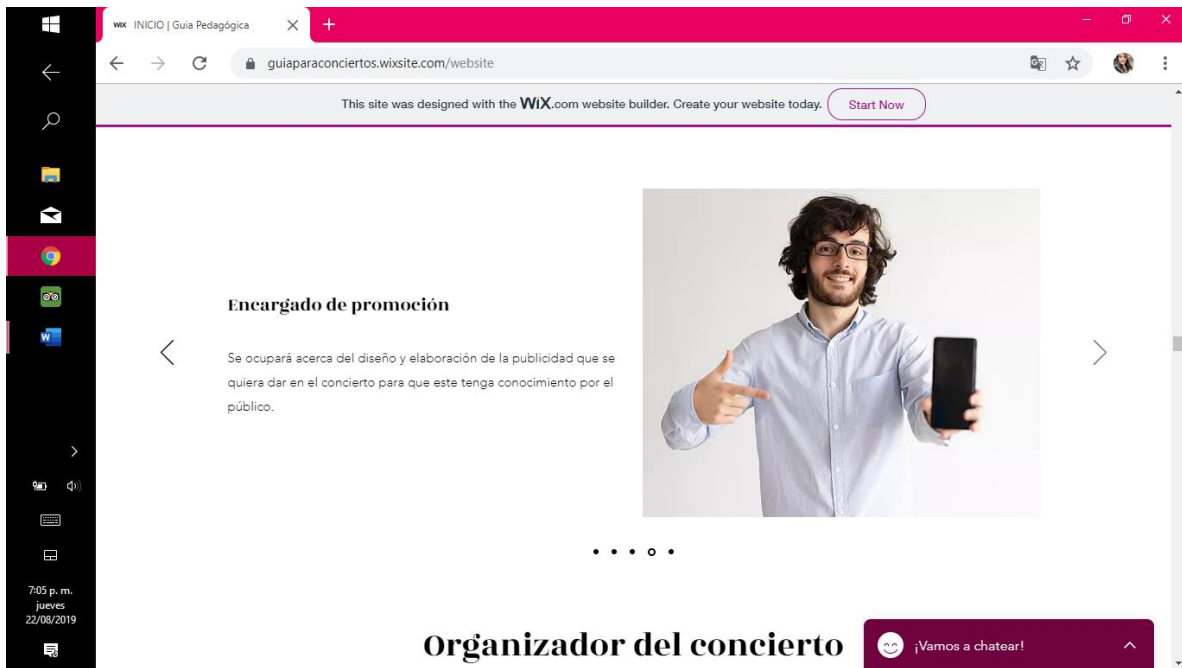 WIX INICIO | Guia Pedagógica
guiaparaconciertos.wixsite.com/website
This site was designed with the WiX.com website builder. Create your website today. Start Now
Encargado de promoción
Se ocupará acerca del diseño y elaboración de la publicidad que se
quiera dar en el concierto para que este tenga conocimiento por el
público.
Organizador del concierto
¡Vamos a chatear!
7:05 p. m.
jueves
22/08/2019